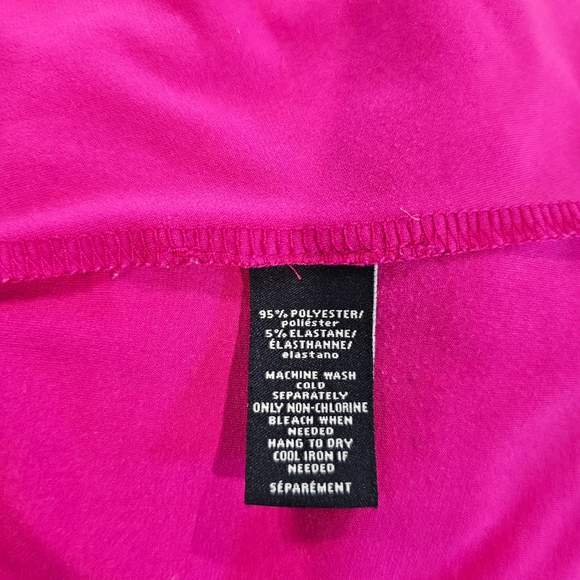 95% POLYESTER/
poliéster
5% ELASTANE/
ÉLASTHANNE/
elastano
MACHINE WASH
COLD
SEPARATELY
ONLY NON-CHLORINE
BLEACH WHEN
NEEDED
HANG TO DRY
COOL IRON IF
NEEDED
SÉPARÉMENT